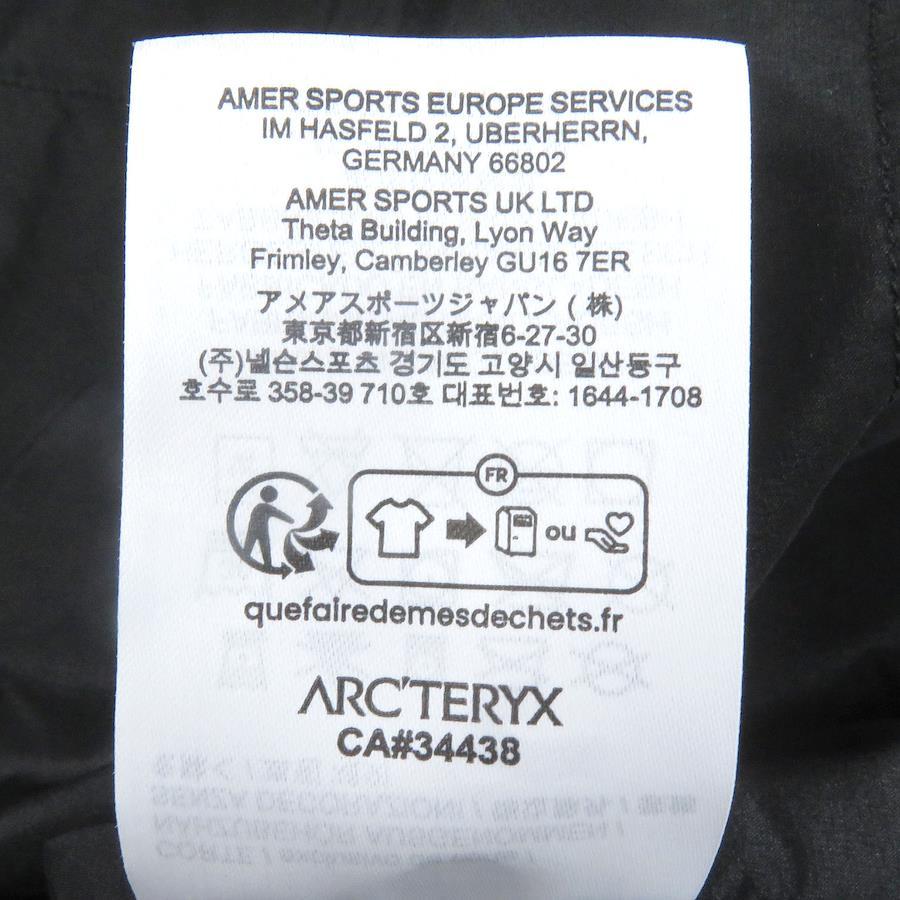 AMER SPORTS EUROPE SERVICES
IM HASFELD 2, UBERHERRN,
GERMANY 66802
AMER SPORTS UK LTD
Theta Building, Lyon Way
Frimley, Camberley GU16 7ER
アメアスポーツジャパン (株)
東京都新宿区新宿6-27-30
(주)넬슨스포츠 경기도 고양시 일산동구
호수로 358-39 710호 대표번호: 1644-1708
FR
ou
quefairedemesdechets.fr
ARC'TERYX
CA#34438